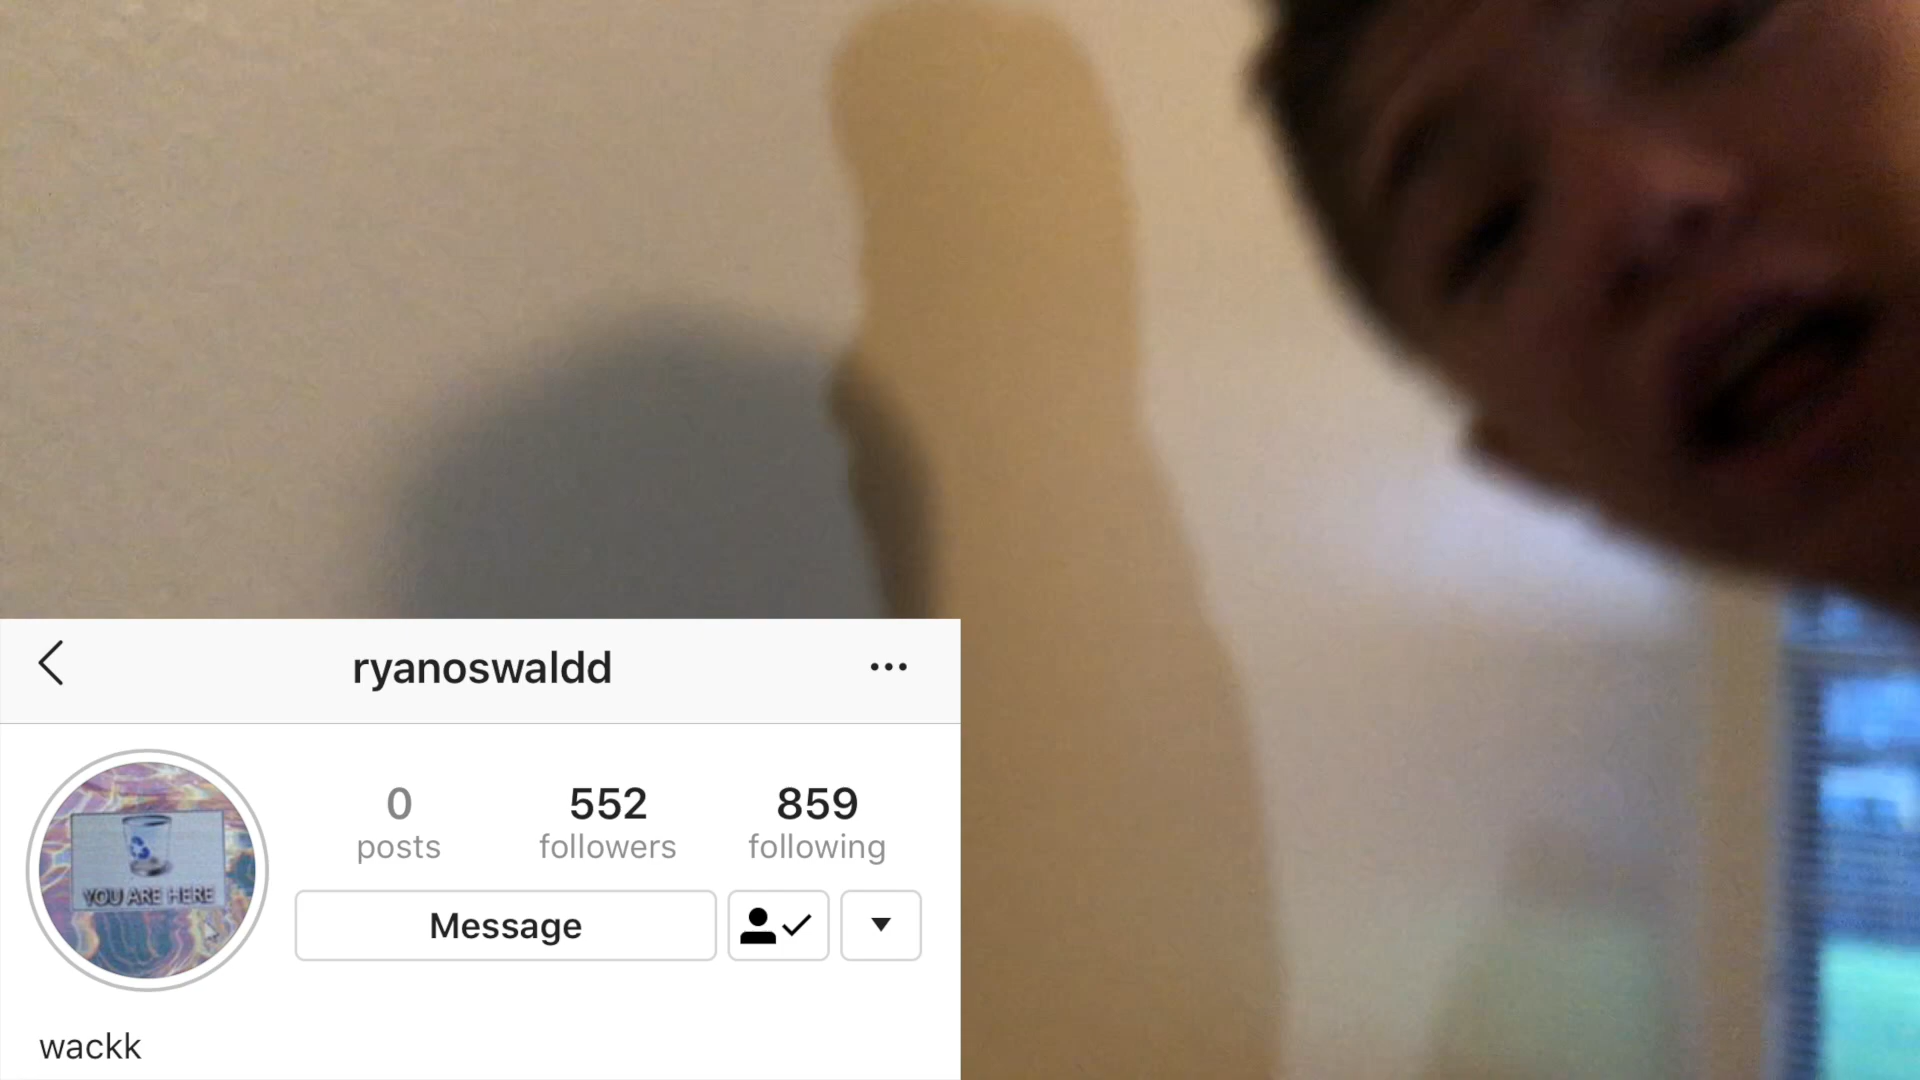 ryanoswaldd
0 552 859
posts followers following
YOU ARE HERE
Message
wackk